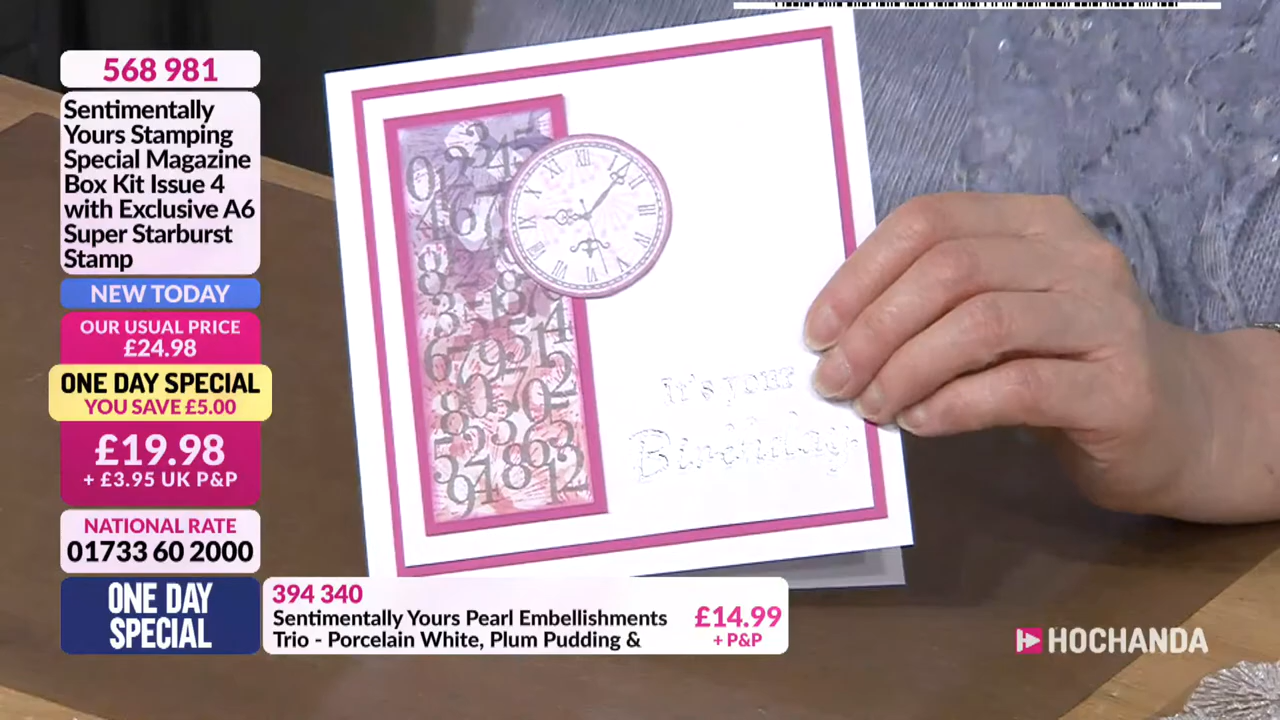 568 981
Sentimentally
Yours Stamping
Special Magazine
Box Kit Issue 4
with Exclusive A6
Super Starburst
Stamp
NEW TODAY
OUR USUAL PRICE
£24.98
ONE DAY SPECIAL
YOU SAVE £5.00
£19.98
+ £3.95 UK P&P
NATIONAL RATE
01733 60 2000
ONE DAY
SPECIAL
394 340
Sentimentally Yours Pearl Embellishments
Trio - Porcelain White, Plum Pudding &
£14.99
+ P&P
It's your
Birthday
HOCHANDA